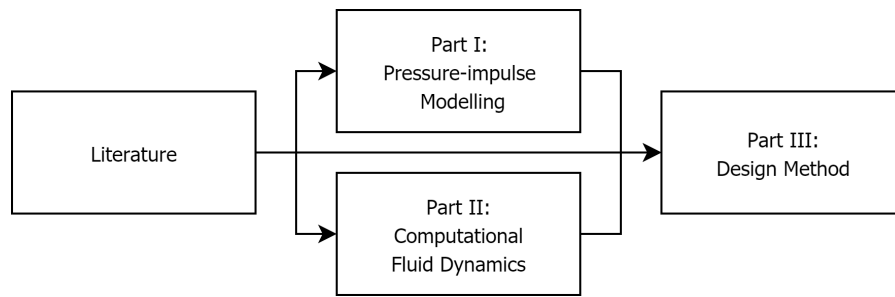 Literature
Part I:
Pressure-impulse
Modelling
Part II:
Computational
Fluid Dynamics
Part III:
Design Method